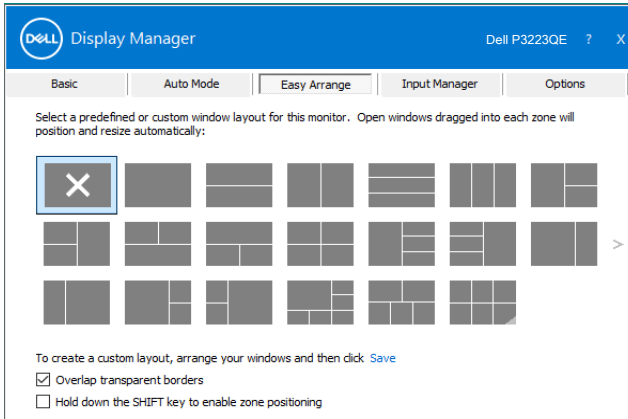 DELL Display Manager Dell P3223QE ? X
Basic Auto Mode Easy Arrange Input Manager Options
Select a predefined or custom window layout for this monitor. Open windows dragged into each zone will
position and resize automatically:
>
To create a custom layout, arrange your windows and then click Save
Overlap transparent borders
Hold down the SHIFT key to enable zone positioning